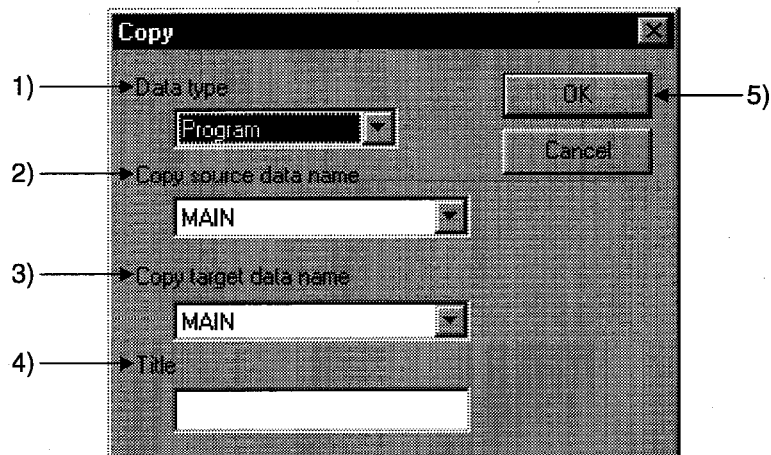 Copy
1) Data type
OK 5)
Program
Cancel
2) Copy source data name
MAIN
3) Copy target data name
MAIN
4) Title